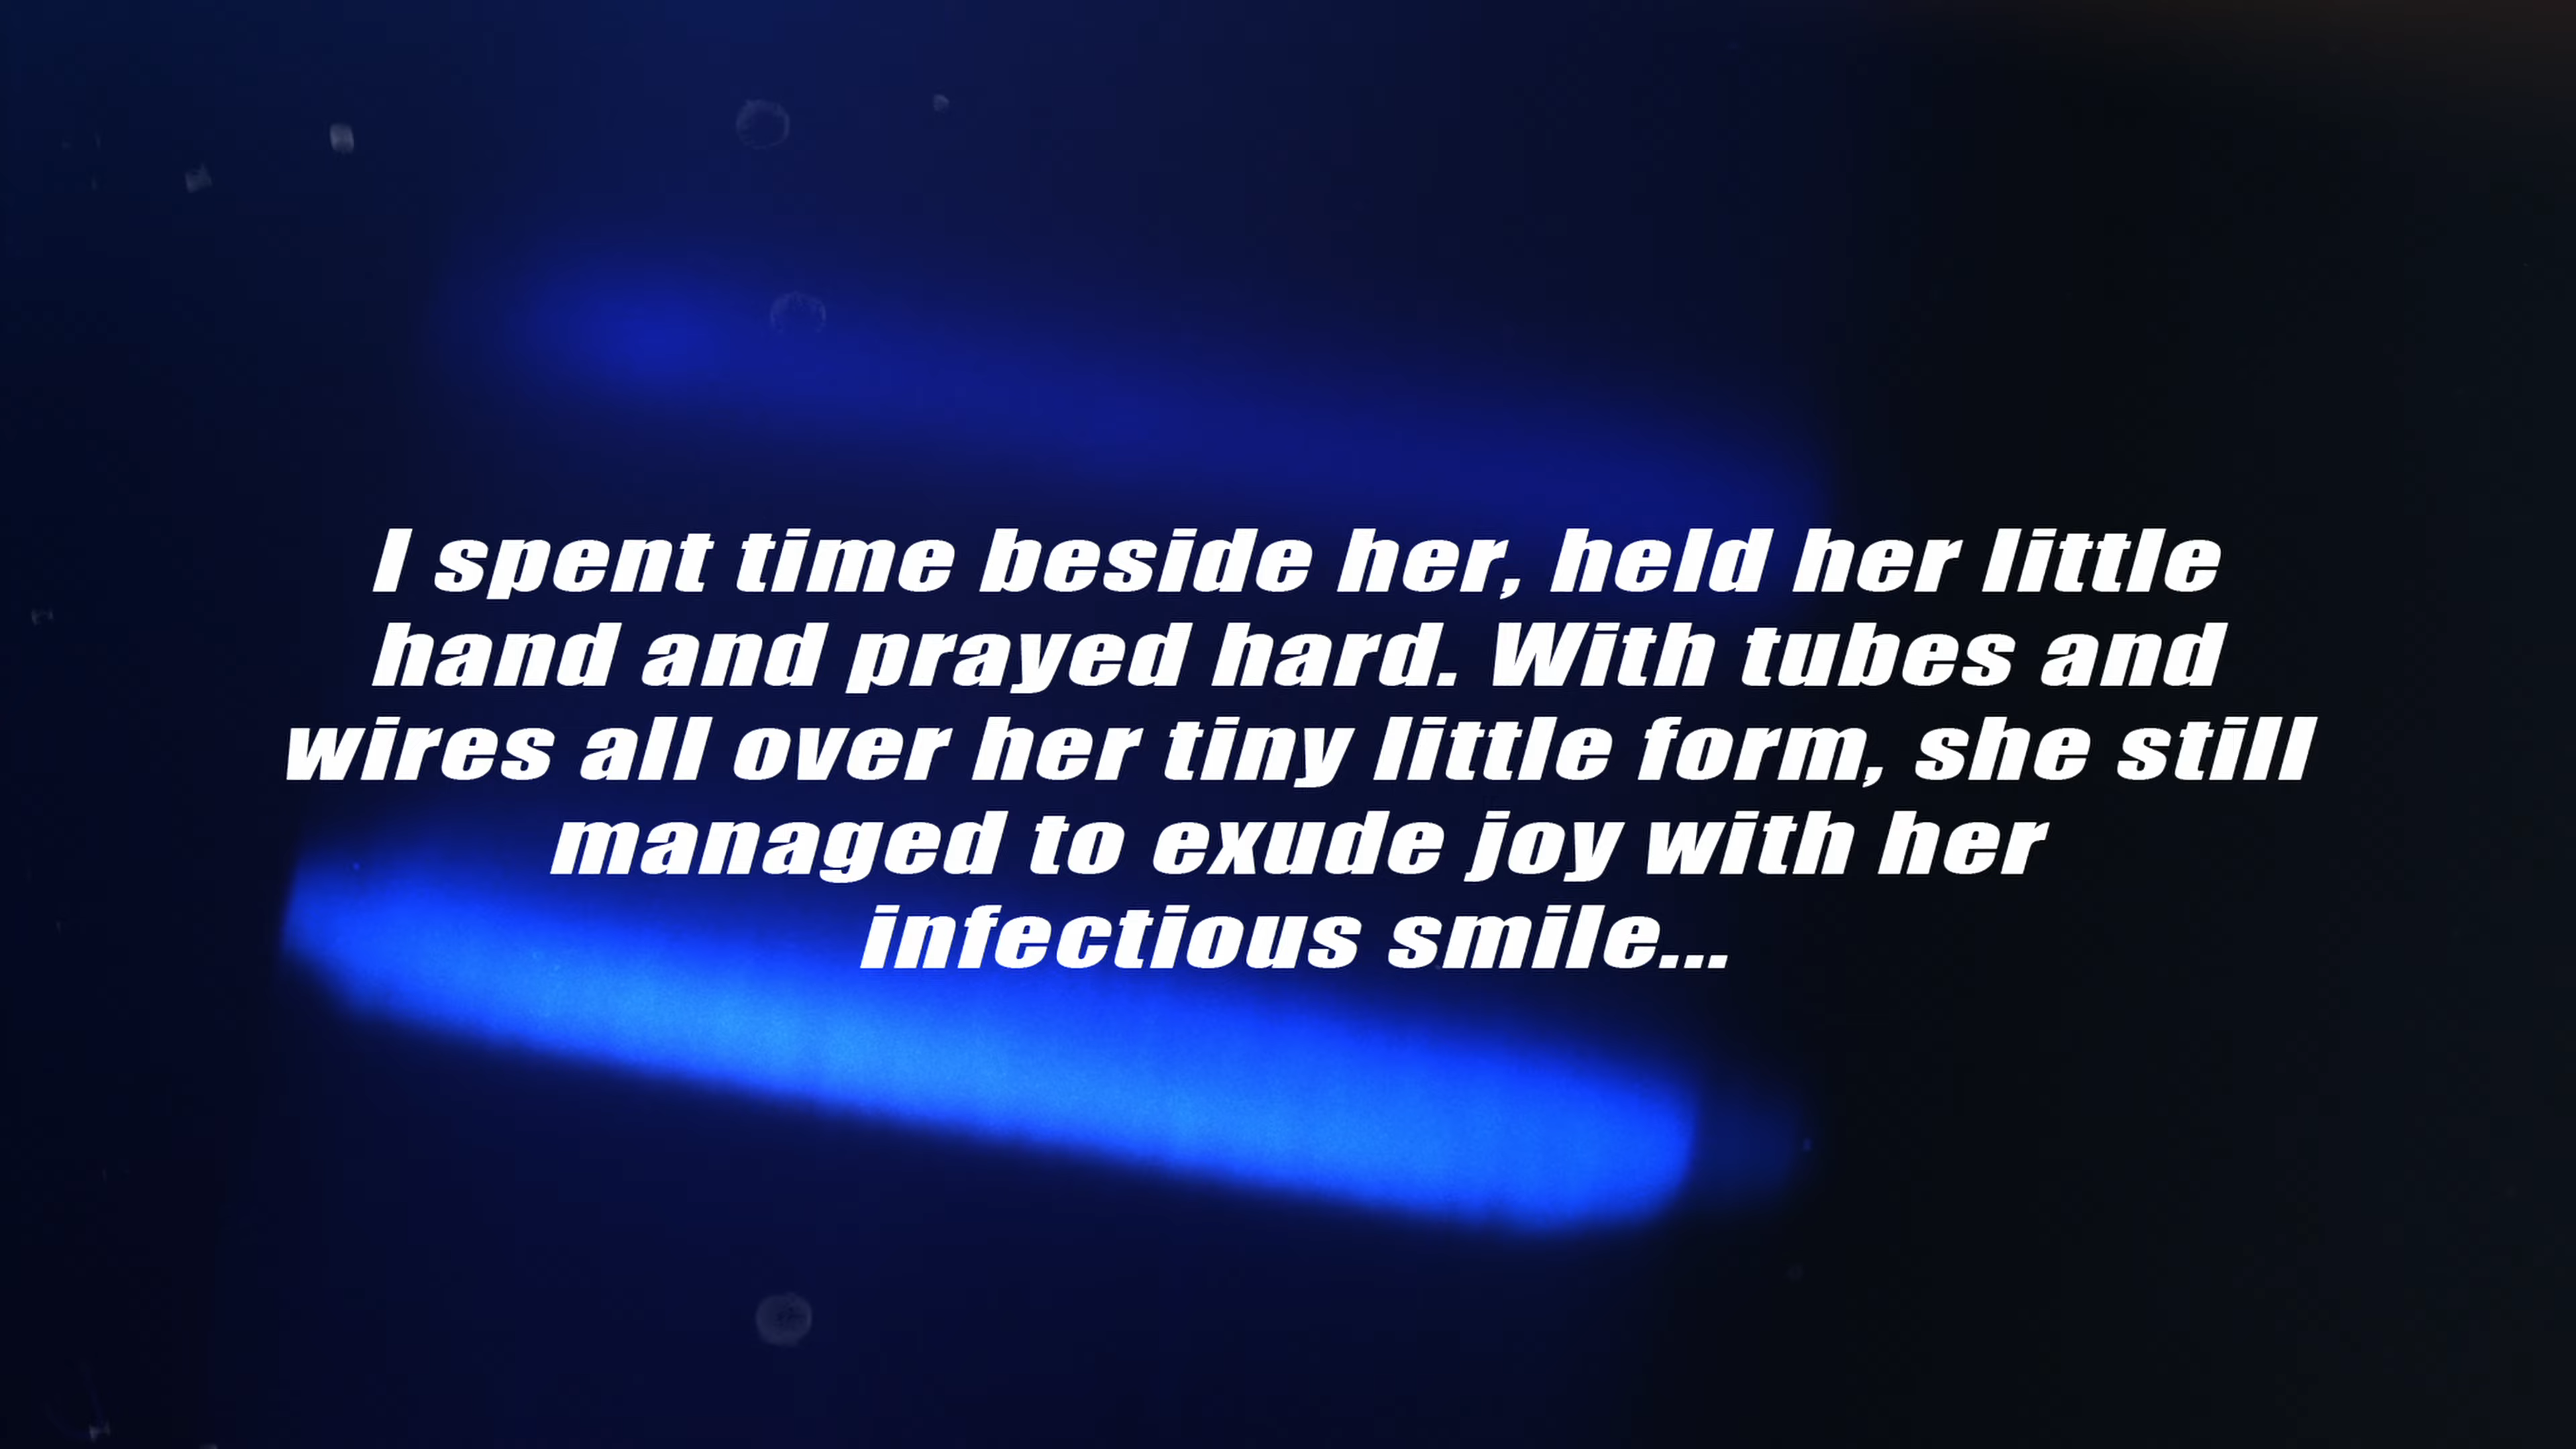 I spent time beside her, held her little
hand and prayed hard. With tubes and
wires all over her tiny little form, she still
managed to exude joy with her
infectious smile...